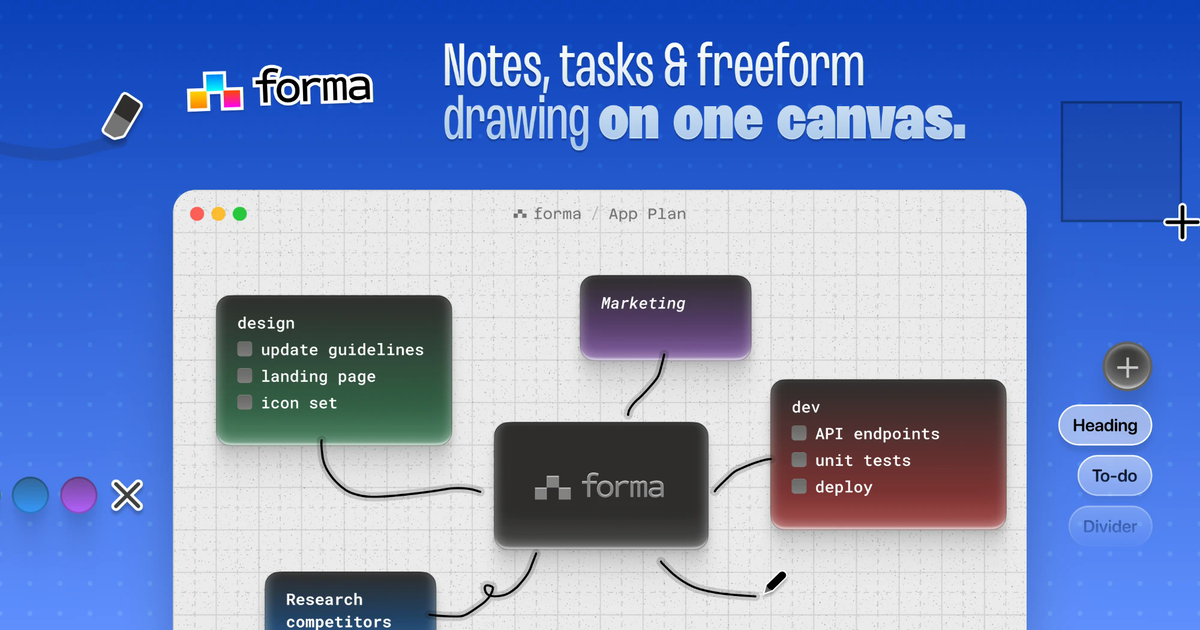 forma
Notes, tasks & freeform
drawing on one canvas.
forma / App Plan
design
update guidelines
landing page
icon set
Marketing
dev
API endpoints
unit tests
deploy
forma
Research
competitors
Heading
To-do
Divider